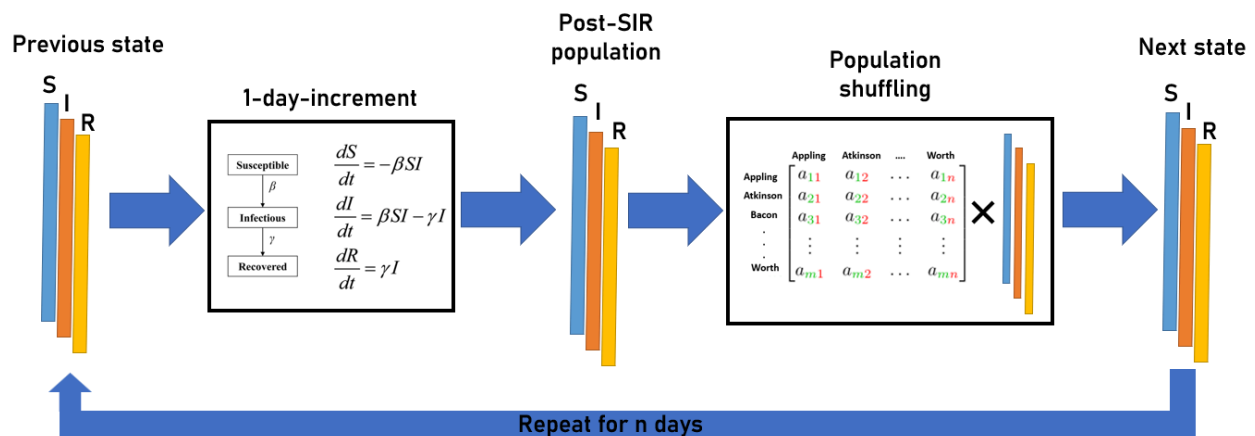 Previous state
S
I
R
1-day-increment
Susceptible
β
Infectious
γ
Recovered
dS/dt = −βSI
dI/dt = βSI − γI
dR/dt = γI
Post-SIR
population
S
I
R
Population
shuffling
Appling Atkinson .... Worth
Appling a11 a12 ... a1n
Atkinson a21 a22 ... a2n
Bacon a31 a32 ... a3n
. ⋮ ⋮ ⋮ ⋮
.
.
Worth am1 am2 ... amn
×
Next state
S
I
R
Repeat for n days